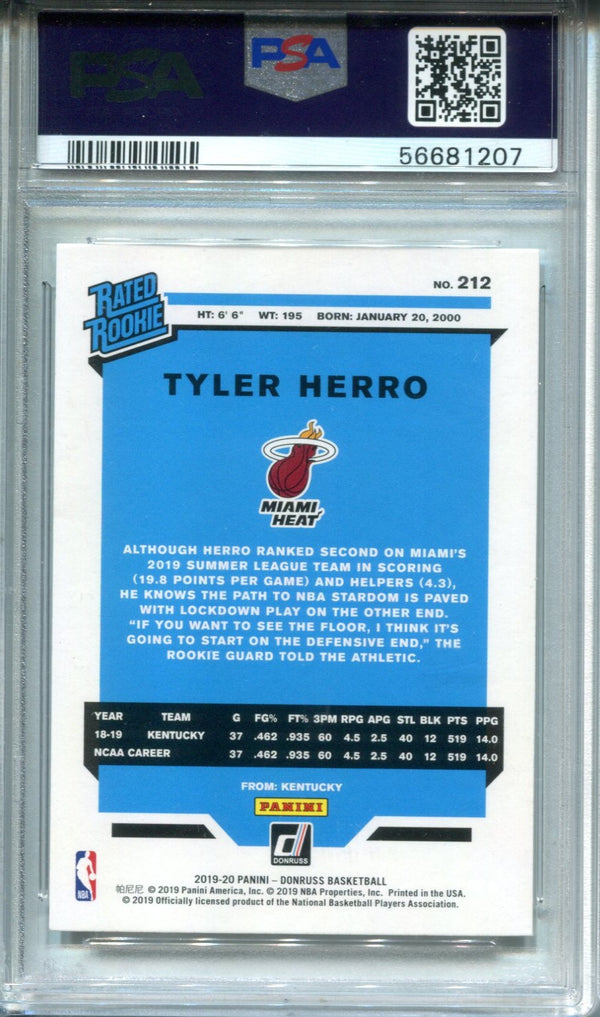 PSA
PSA
56681207
RATED
ROOKIE
NO. 212
HT: 6' 6" WT: 195 BORN: JANUARY 20, 2000
TYLER HERRO
MIAMI
HEAT
ALTHOUGH HERRO RANKED SECOND ON MIAMI'S
2019 SUMMER LEAGUE TEAM IN SCORING
(19.8 POINTS PER GAME) AND HELPERS (4.3),
HE KNOWS THE PATH TO NBA STARDOM IS PAVED
WITH LOCKDOWN PLAY ON THE OTHER END.
"IF YOU WANT TO SEE THE FLOOR, I THINK IT'S
GOING TO START ON THE DEFENSIVE END," THE
ROOKIE GUARD TOLD THE ATHLETIC.
YEAR TEAM G FG% FT% 3PM RPG APG STL BLK PTS PPG
18-19 KENTUCKY 37 .462 .935 60 4.5 2.5 40 12 519 14.0
NCAA CAREER 37 .462 .935 60 4.5 2.5 40 12 519 14.0
FROM: KENTUCKY
PANINI
d
DONRUSS
NBA
2019-20 PANINI – DONRUSS BASKETBALL
帕尼尼 © 2019 Panini America, Inc. © 2019 NBA Properties, Inc. Printed in the USA.
© 2019 Officially licensed product of the National Basketball Players Association.